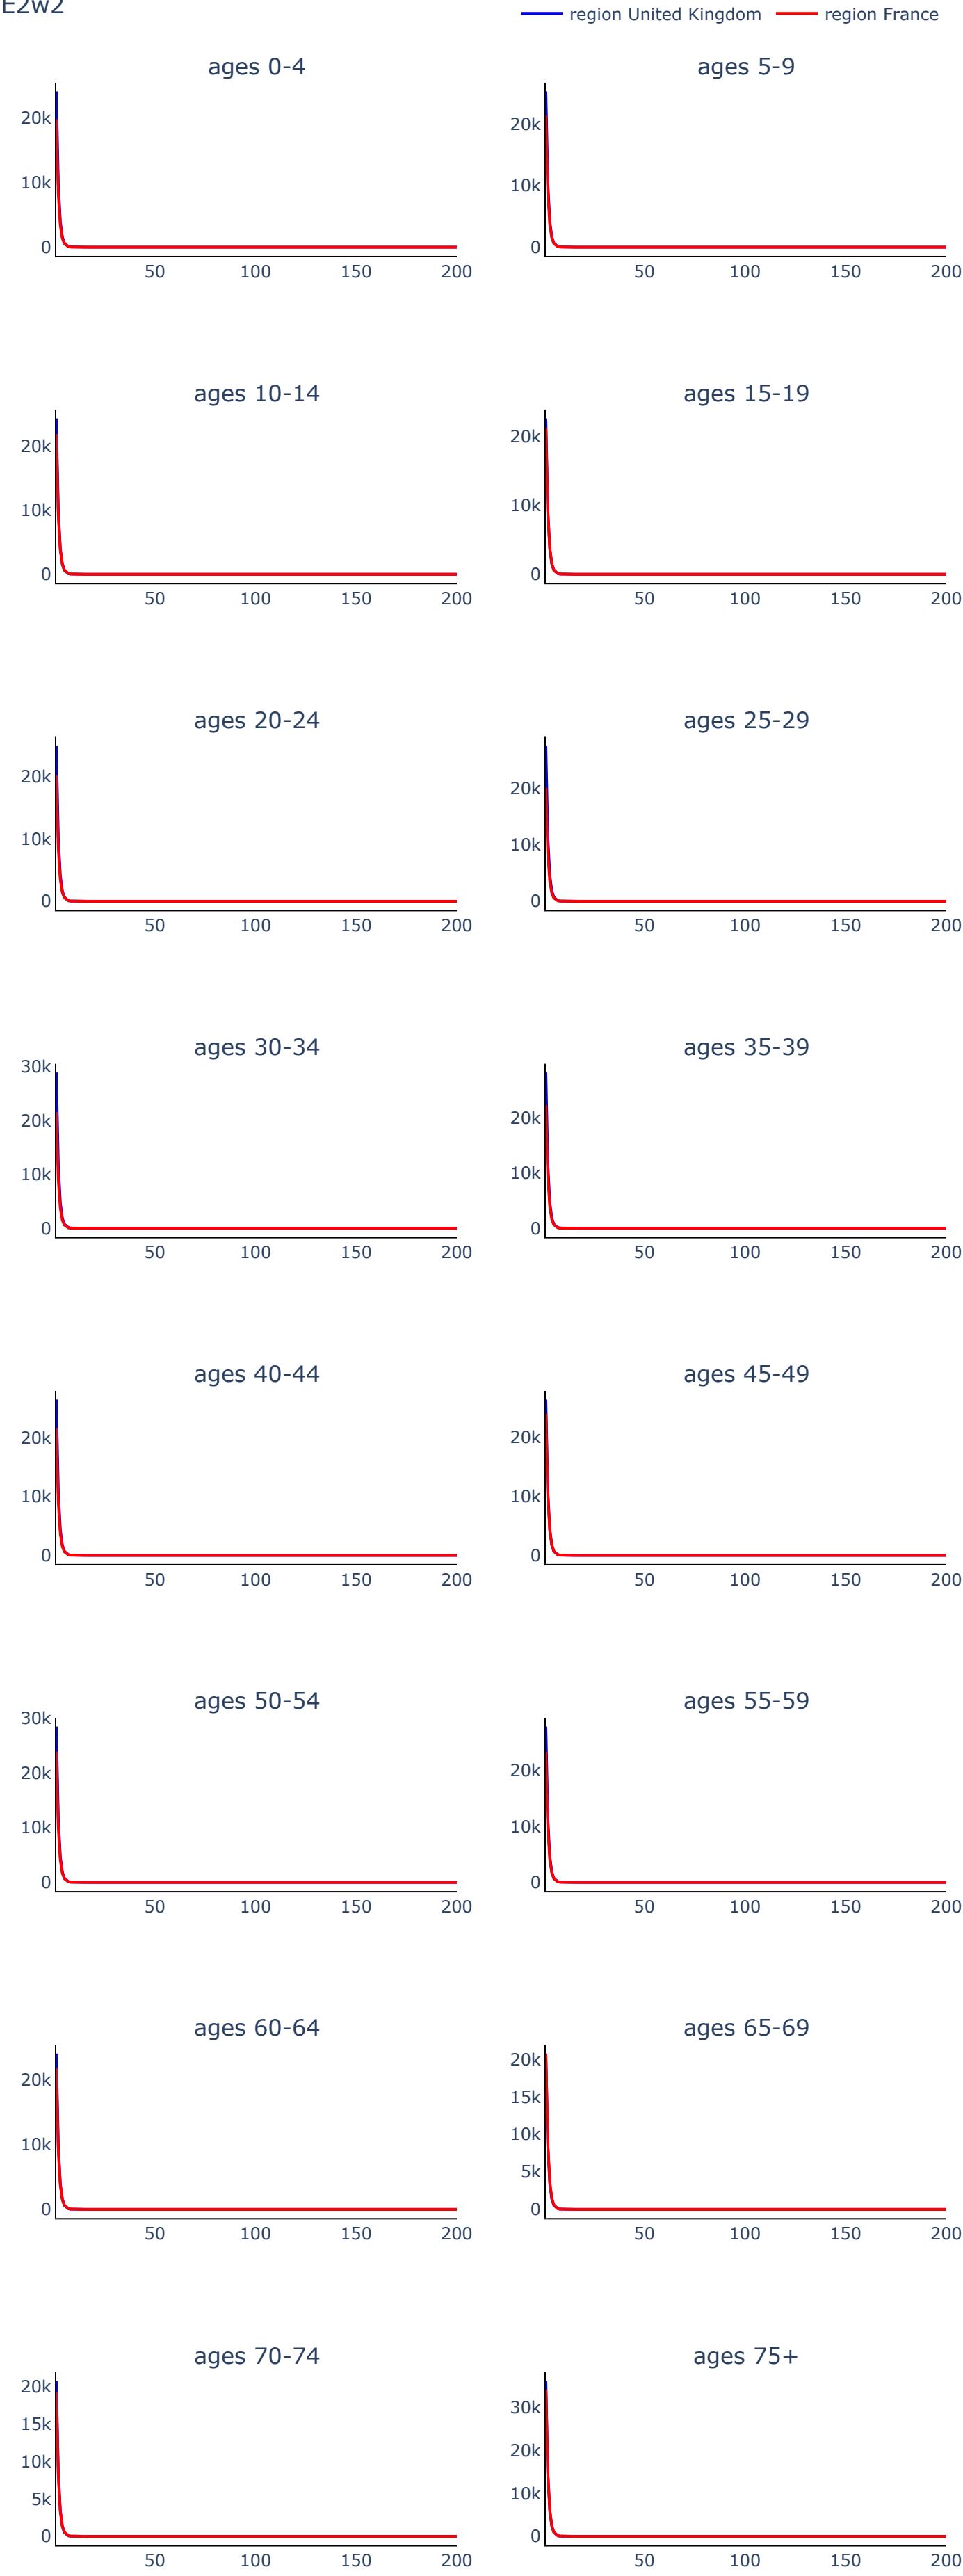 E2w2
region United Kingdom region France
ages 0-4 ages 5-9
20k 20k
10k 10k
0 0
50 100 150 200 50 100 150 200
ages 10-14 ages 15-19
20k 20k
10k 10k
0 0
50 100 150 200 50 100 150 200
ages 20-24 ages 25-29
20k 20k
10k 10k
0 0
50 100 150 200 50 100 150 200
ages 30-34 ages 35-39
30k
20k 20k
10k 10k
0 0
50 100 150 200 50 100 150 200
ages 40-44 ages 45-49
20k 20k
10k 10k
0 0
50 100 150 200 50 100 150 200
ages 50-54 ages 55-59
30k
20k 20k
10k 10k
0 0
50 100 150 200 50 100 150 200
ages 60-64 ages 65-69
20k 20k
15k
10k 10k
5k
0 0
50 100 150 200 50 100 150 200
ages 70-74 ages 75+
20k 30k
15k 20k
10k 10k
5k
0 0
50 100 150 200 50 100 150 200